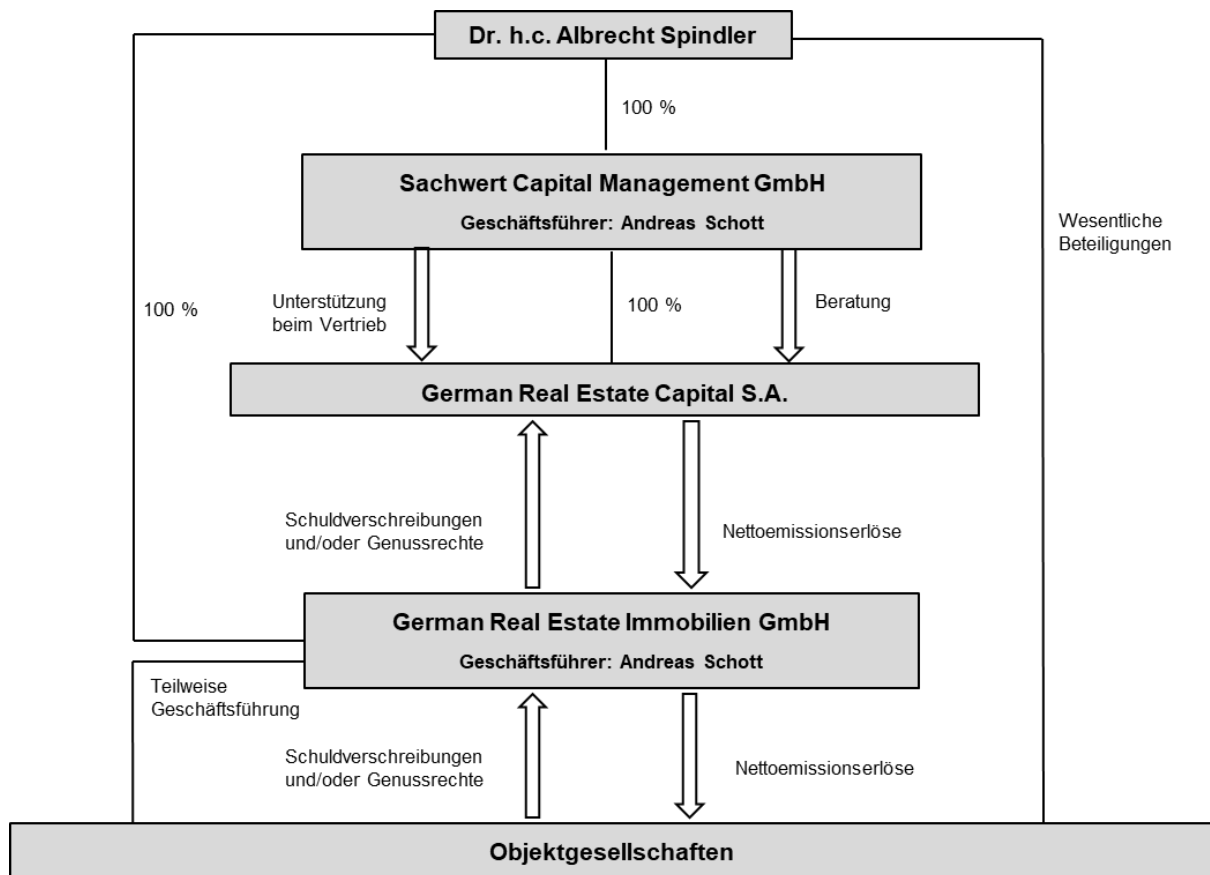 Dr. h.c. Albrecht Spindler
100 %
Sachwert Capital Management GmbH
Geschäftsführer: Andreas Schott
Wesentliche
Beteiligungen
100 %
Unterstützung
beim Vertrieb
100 %
Beratung
German Real Estate Capital S.A.
Schuldverschreibungen
und/oder Genussrechte
Nettoemissionserlöse
German Real Estate Immobilien GmbH
Geschäftsführer: Andreas Schott
Teilweise
Geschäftsführung
Schuldverschreibungen
und/oder Genussrechte
Nettoemissionserlöse
Objektgesellschaften